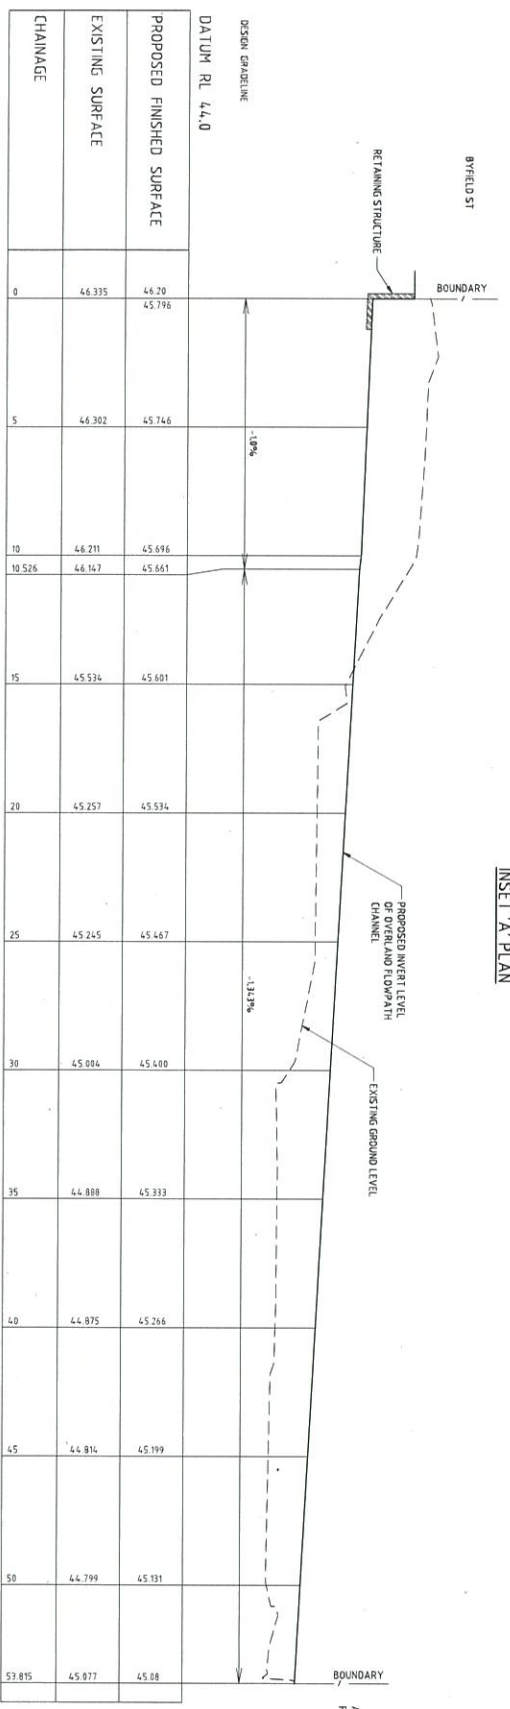 INSET 'A' PLAN
BYFIELD ST
BOUNDARY
RETAINING STRUCTURE
PROPOSED INVERT LEVEL
OF OVERLAND FLOWPATH
CHANNEL
EXISTING GROUND LEVEL
BOUNDARY
DESIGN GRADELINE
-1.0%
-1.343%
DATUM RL 44.0
PROPOSED FINISHED SURFACE
46.20
45.796 45.746 45.696 45.661 45.601 45.534 45.467 45.400 45.333 45.266 45.199 45.131 45.08
EXISTING SURFACE 46.335 46.302 46.211 46.147 45.534 45.257 45.245 45.004 44.888 44.875 44.814 44.799 45.077
CHAINAGE 0 5 10 10.526 15 20 25 30 35 40 45 50 53.815